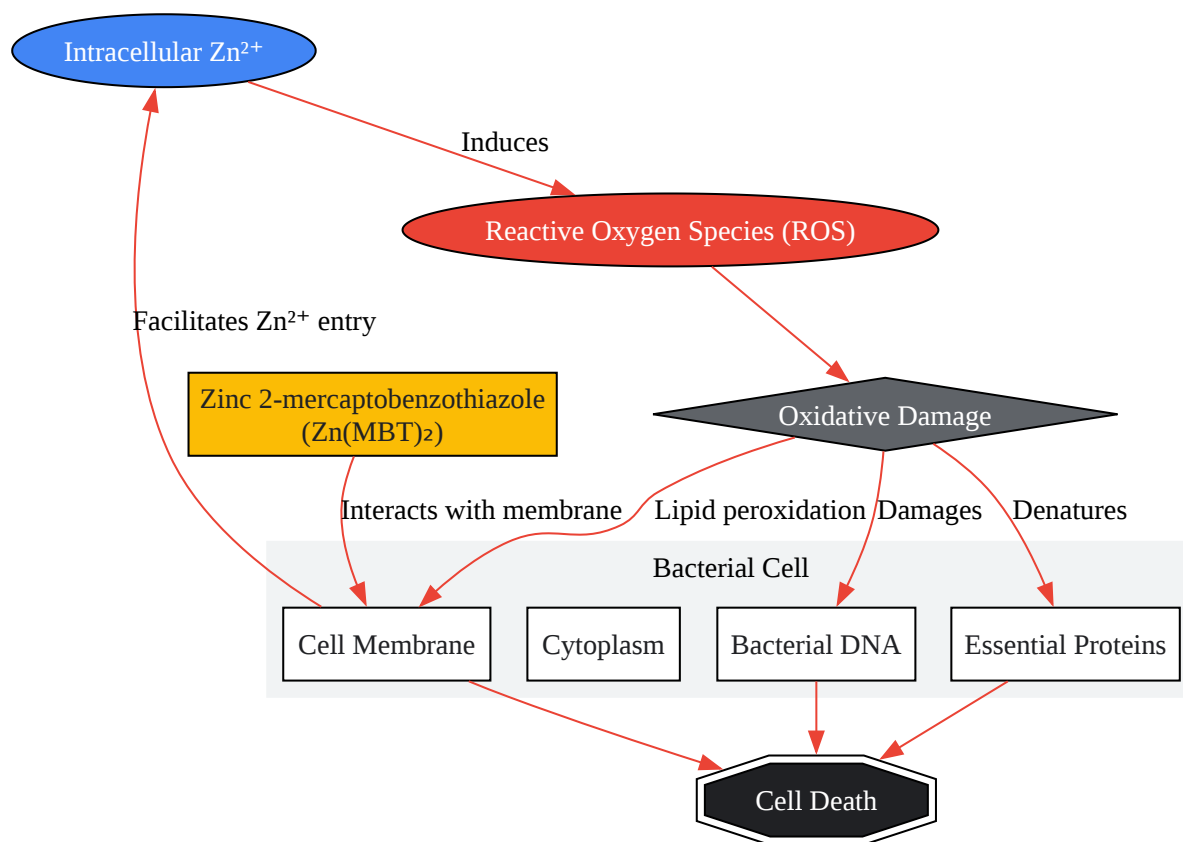 Intracellular Zn²⁺
Induces
Reactive Oxygen Species (ROS)
Facilitates Zn²⁺ entry
Zinc 2-mercaptobenzothiazole
(Zn(MBT)₂)
Oxidative Damage
Interacts with membrane
Lipid peroxidation
Damages
Denatures
Bacterial Cell
Cell Membrane
Cytoplasm
Bacterial DNA
Essential Proteins
Cell Death